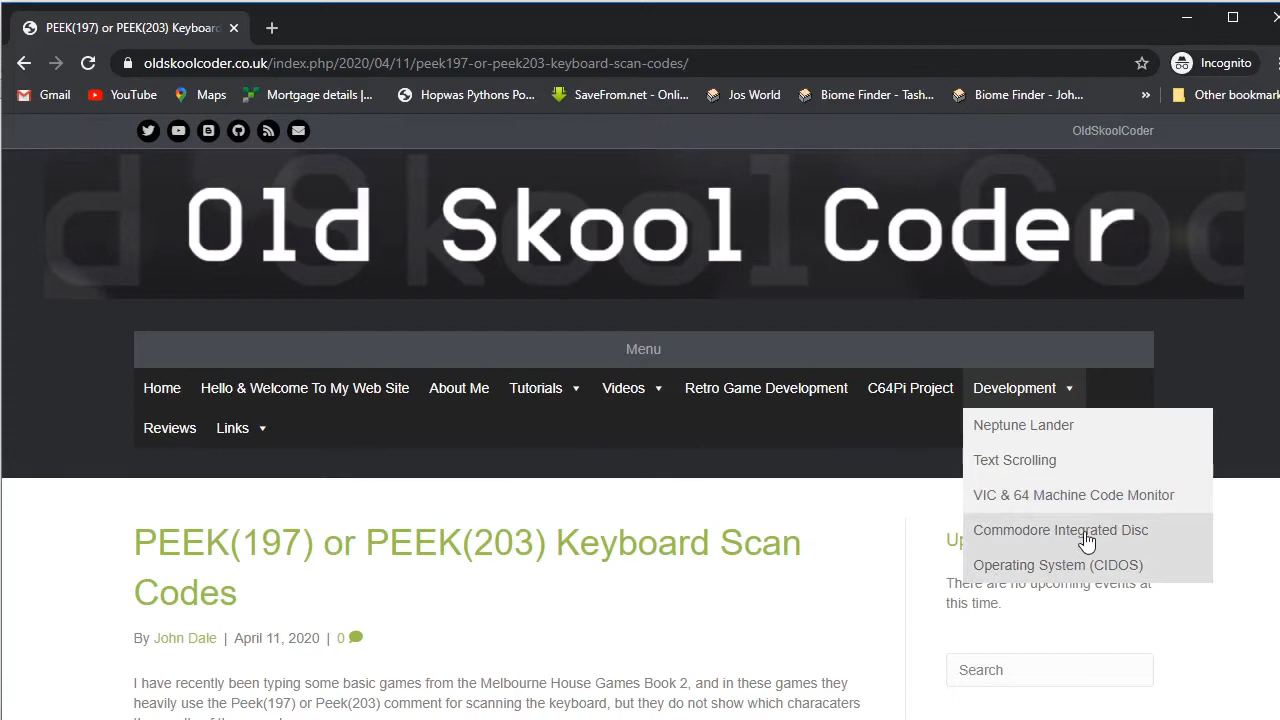 PEEK(197) or PEEK(203) Keyboar
oldskoolcoder.co.uk/index.php/2020/04/11/peek197-or-peek203-keyboard-scan-codes/
Incognito
Gmail YouTube Maps Mortgage details |... Hopwas Pythons Po... SaveFrom.net - Onli... Jos World Biome Finder - Tash... Biome Finder - Joh... » Other bookmark
OldSkoolCoder
Old Skool Coder
Menu
Home Hello & Welcome To My Web Site About Me Tutorials Videos Retro Game Development C64Pi Project Development
Reviews Links
Neptune Lander
Text Scrolling
VIC & 64 Machine Code Monitor
Commodore Integrated Disc
Operating System (CIDOS)
PEEK(197) or PEEK(203) Keyboard Scan
Codes
By John Dale | April 11, 2020 | 0
I have recently been typing some basic games from the Melbourne House Games Book 2, and in these games they
heavily use the Peek(197) or Peek(203) comment for scanning the keyboard, but they do not show which characaters
Up
There are no upcoming events at
this time.
Search